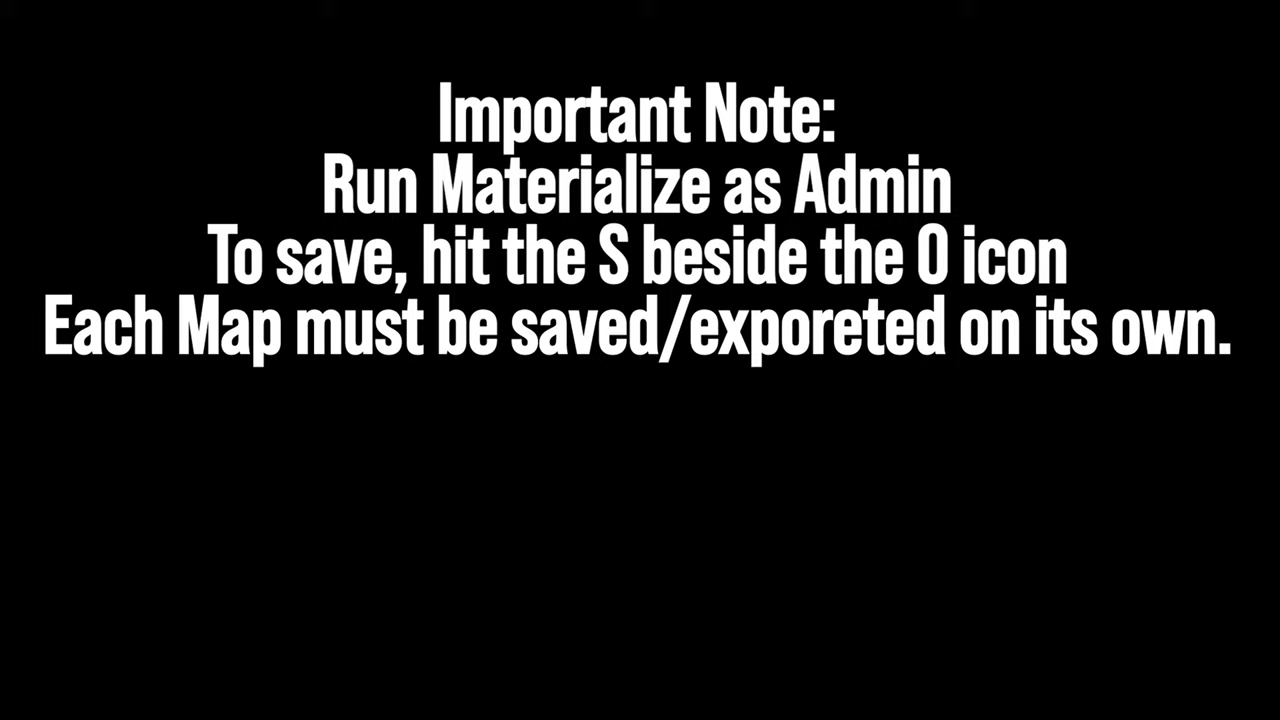 Important Note:
Run Materialize as Admin
To save, hit the S beside the O icon
Each Map must be saved/exporeted on its own.